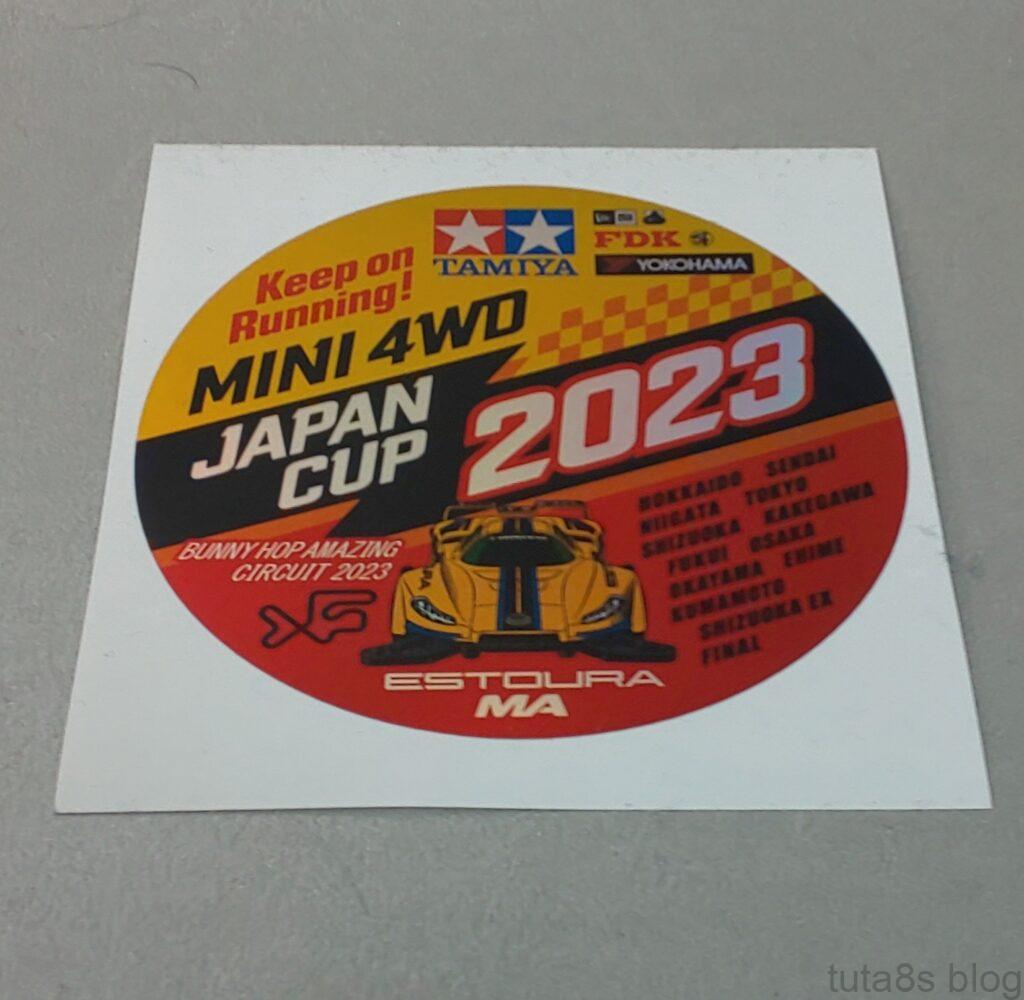 TAMIYA
FDK
YOKOHAMA
Keep on
Running!
MINI 4WD
JAPAN
CUP
2023
BUNNY HOP AMAZING
CIRCUIT 2023
HOKKAIDO SENDAI
NIIGATA TOKYO
SHIZUOKA KAKEGAWA
FUKUI OSAKA
OKAYAMA EHIME
KUMAMOTO
SHIZUOKA EX
FINAL
ESTOURA
MA
tuta8s blog